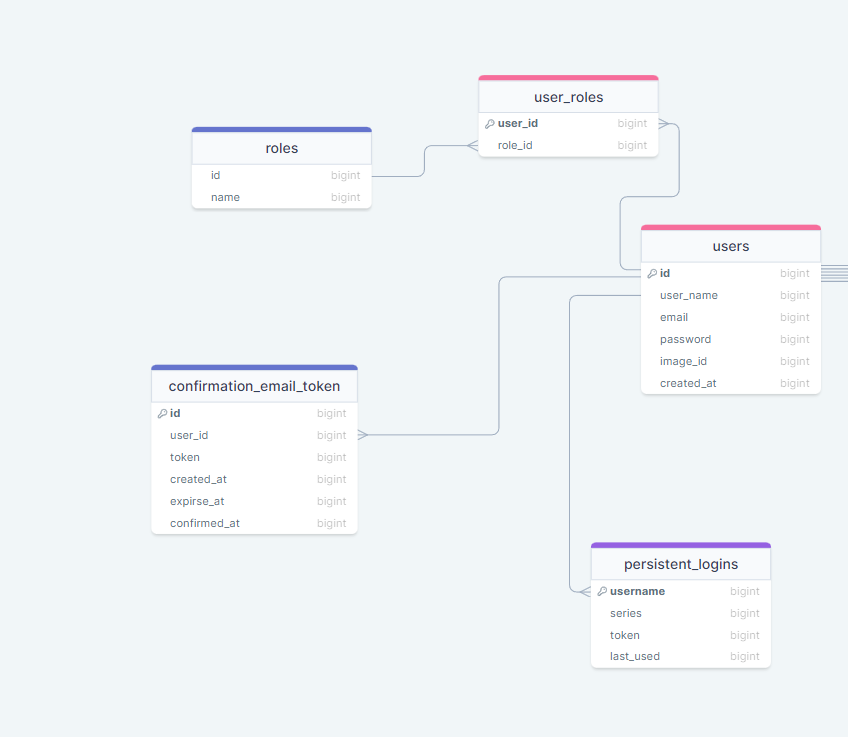 user_roles
user_id bigint
role_id bigint
roles
id bigint
name bigint
users
id bigint
user_name bigint
email bigint
password bigint
image_id bigint
created_at bigint
confirmation_email_token
id bigint
user_id bigint
token bigint
created_at bigint
expirse_at bigint
confirmed_at bigint
persistent_logins
username bigint
series bigint
token bigint
last_used bigint